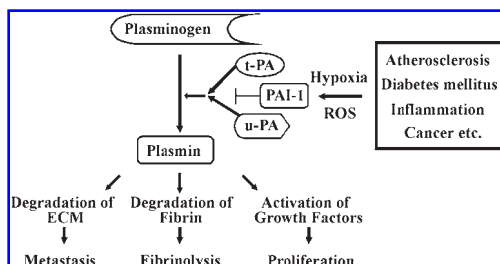 Plasminogen
t-PA
Hypoxia
PAI-1
ROS
u-PA
Atherosclerosis
Diabetes mellitus
Inflammation
Cancer etc.
Plasmin
Degradation of
ECM
Degradation of
Fibrin
Activation of
Growth Factors
Metastasis
Fibrinolysis
Proliferation